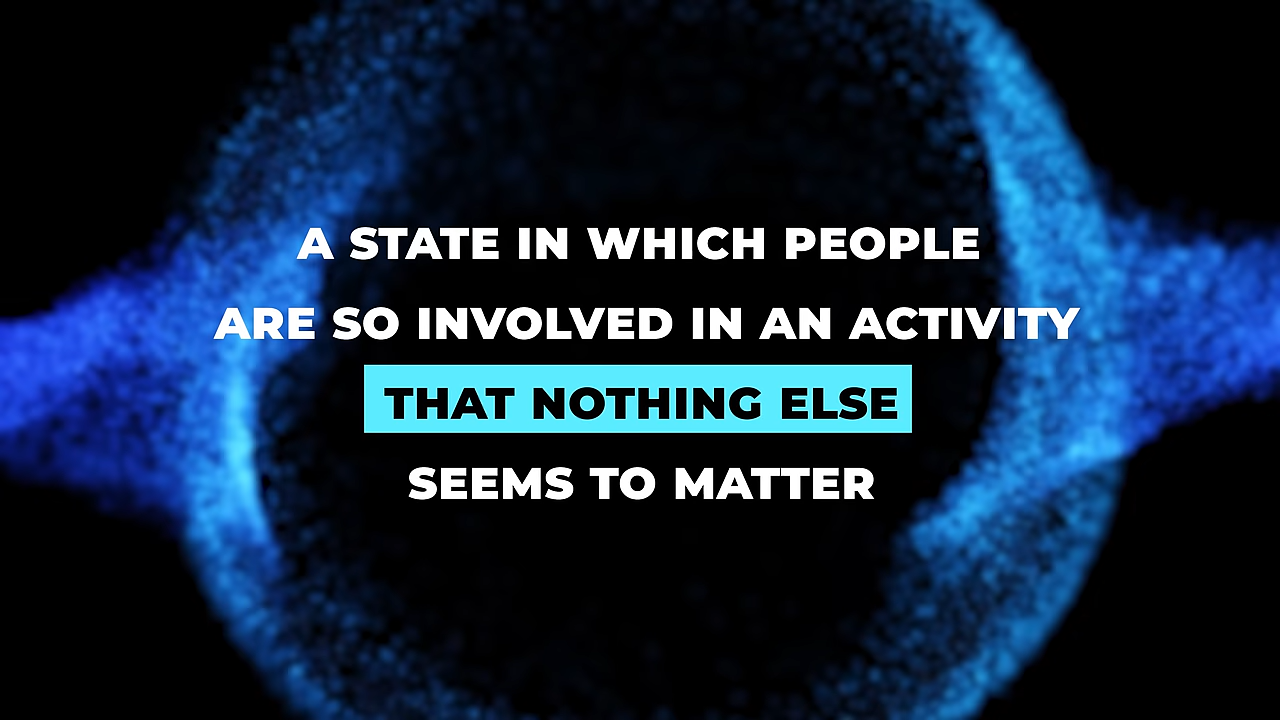 A STATE IN WHICH PEOPLE
ARE SO INVOLVED IN AN ACTIVITY
THAT NOTHING ELSE
SEEMS TO MATTER